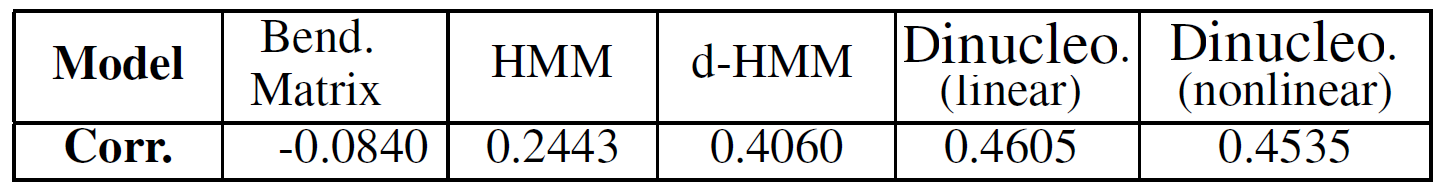 Model Bend. Matrix HMM d-HMM Dinucleo. (linear) Dinucleo. (nonlinear)
Corr. -0.0840 0.2443 0.4060 0.4605 0.4535